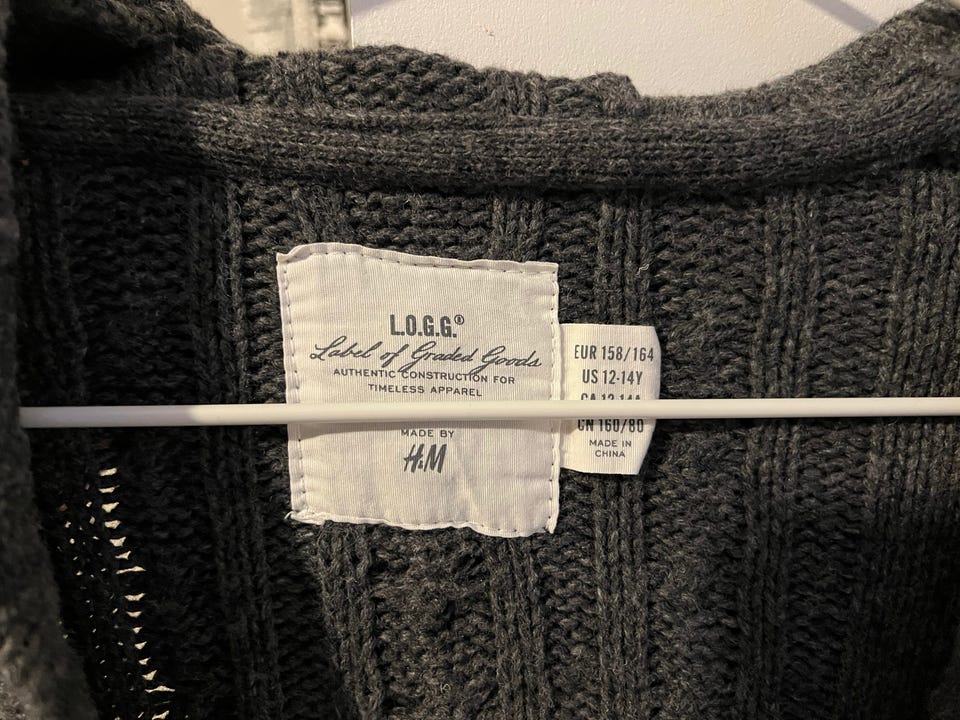 L.O.G.G.®
Label of Graded Goods
AUTHENTIC CONSTRUCTION FOR
TIMELESS APPAREL
MADE BY
H&M
EUR 158/164
US 12-14Y
CN 160/80
MADE IN
CHINA